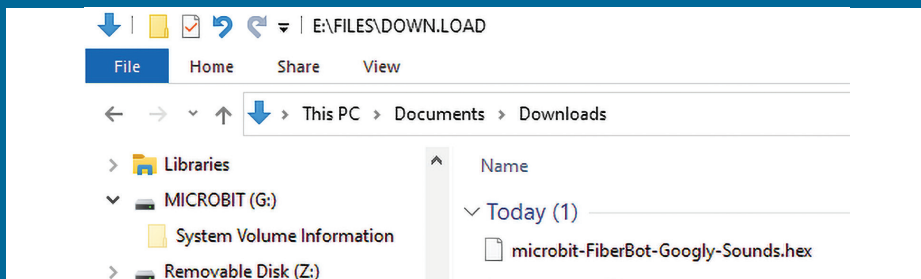 E:\FILES\DOWN.LOAD
File Home Share View
This PC > Documents > Downloads
Libraries
MICROBIT (G:)
System Volume Information
Removable Disk (Z:)
Name
Today (1)
microbit-FiberBot-Googly-Sounds.hex